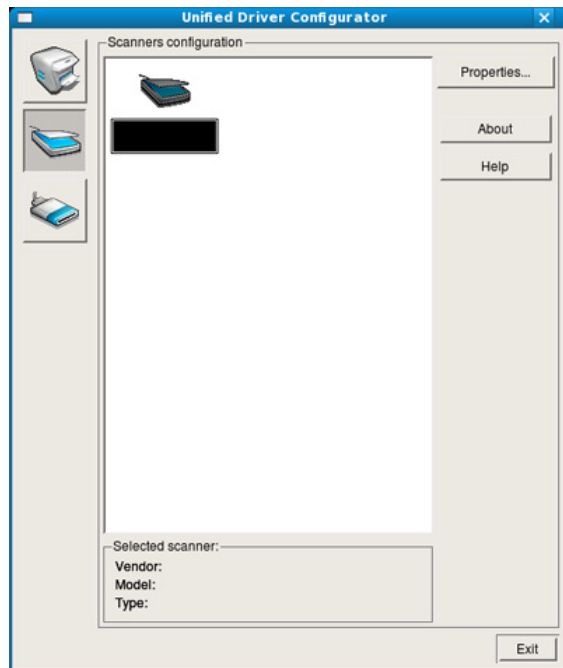 Unified Driver Configurator
Scanners configuration
Properties...
About
Help
Selected scanner:
Vendor:
Model:
Type:
Exit